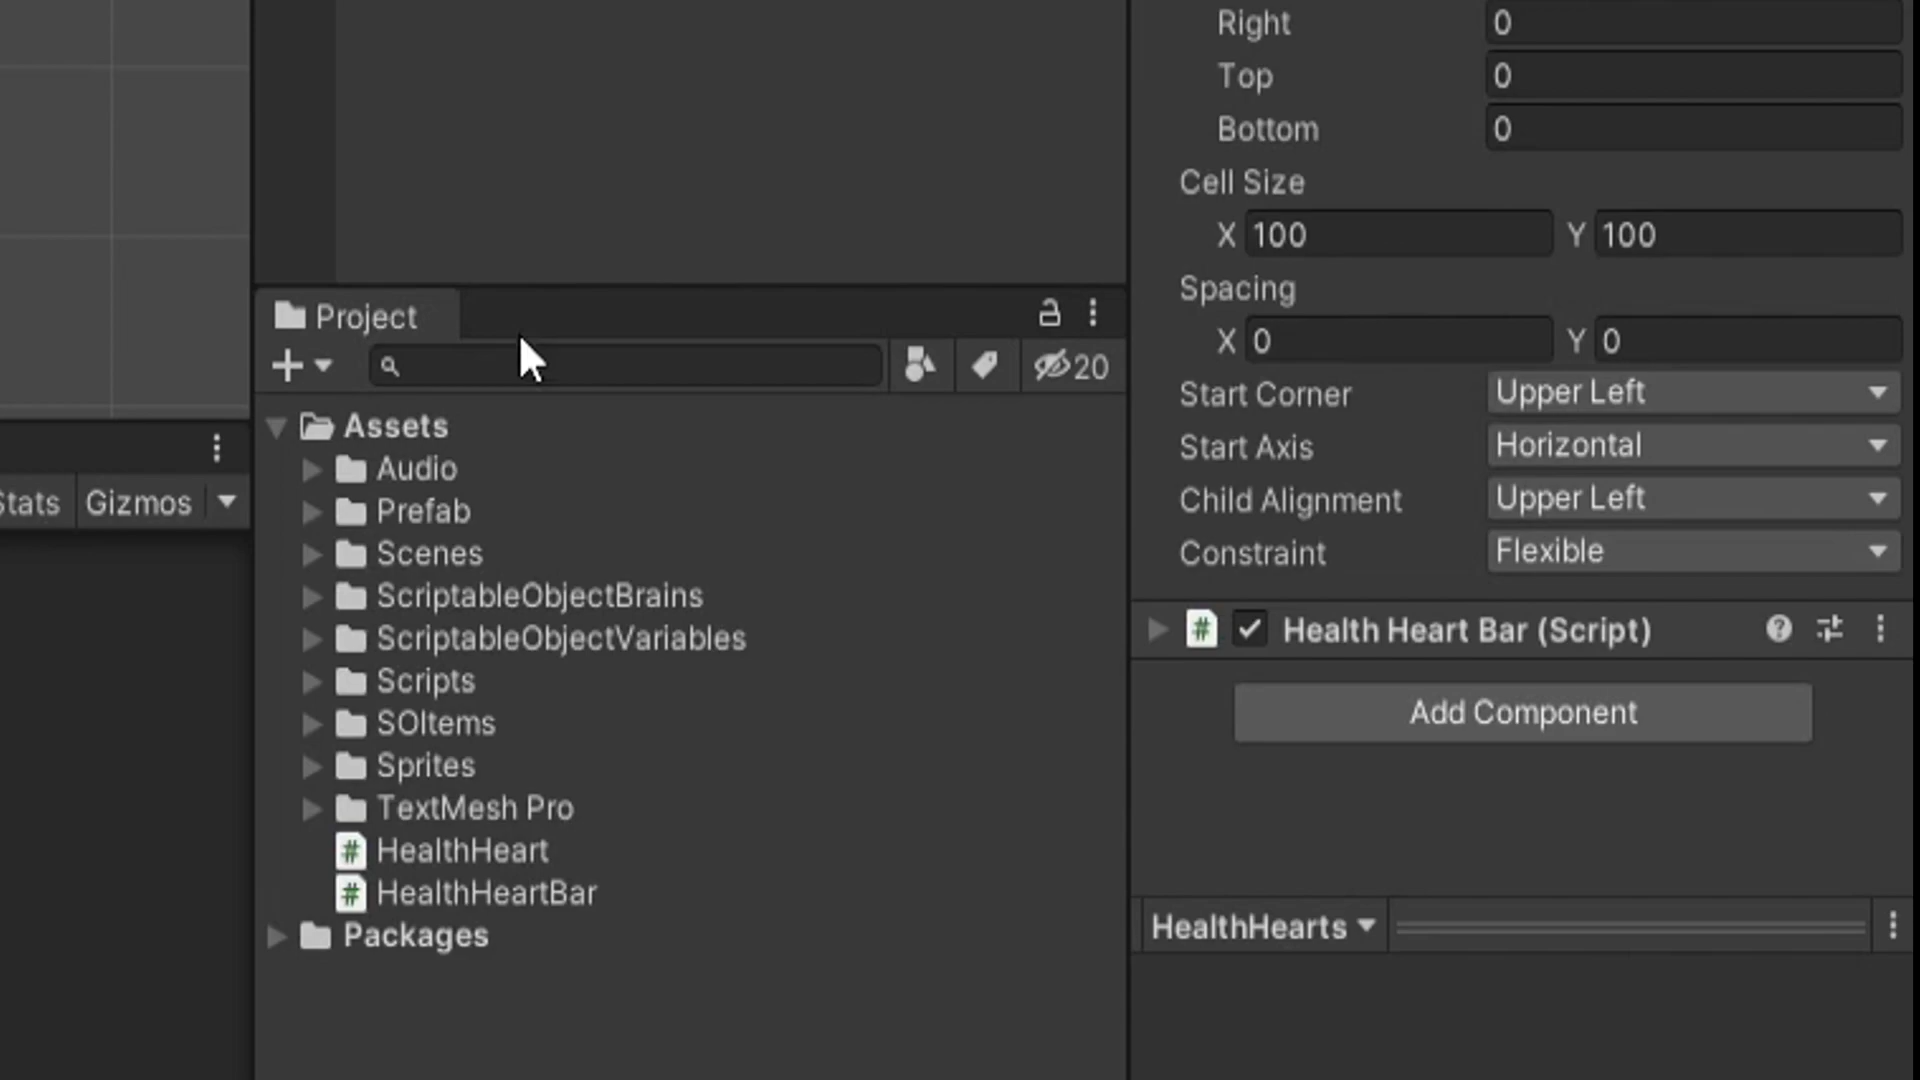 Right 0
Top 0
Bottom 0
Cell Size
X 100 Y 100
Spacing
X 0 Y 0
Start Corner Upper Left
Start Axis Horizontal
Child Alignment Upper Left
Constraint Flexible
Health Heart Bar (Script)
Add Component
HealthHearts
Project
20
Assets
Audio
Prefab
Scenes
ScriptableObjectBrains
ScriptableObjectVariables
Scripts
SOItems
Sprites
TextMesh Pro
# HealthHeart
# HealthHeartBar
Packages
Stats Gizmos